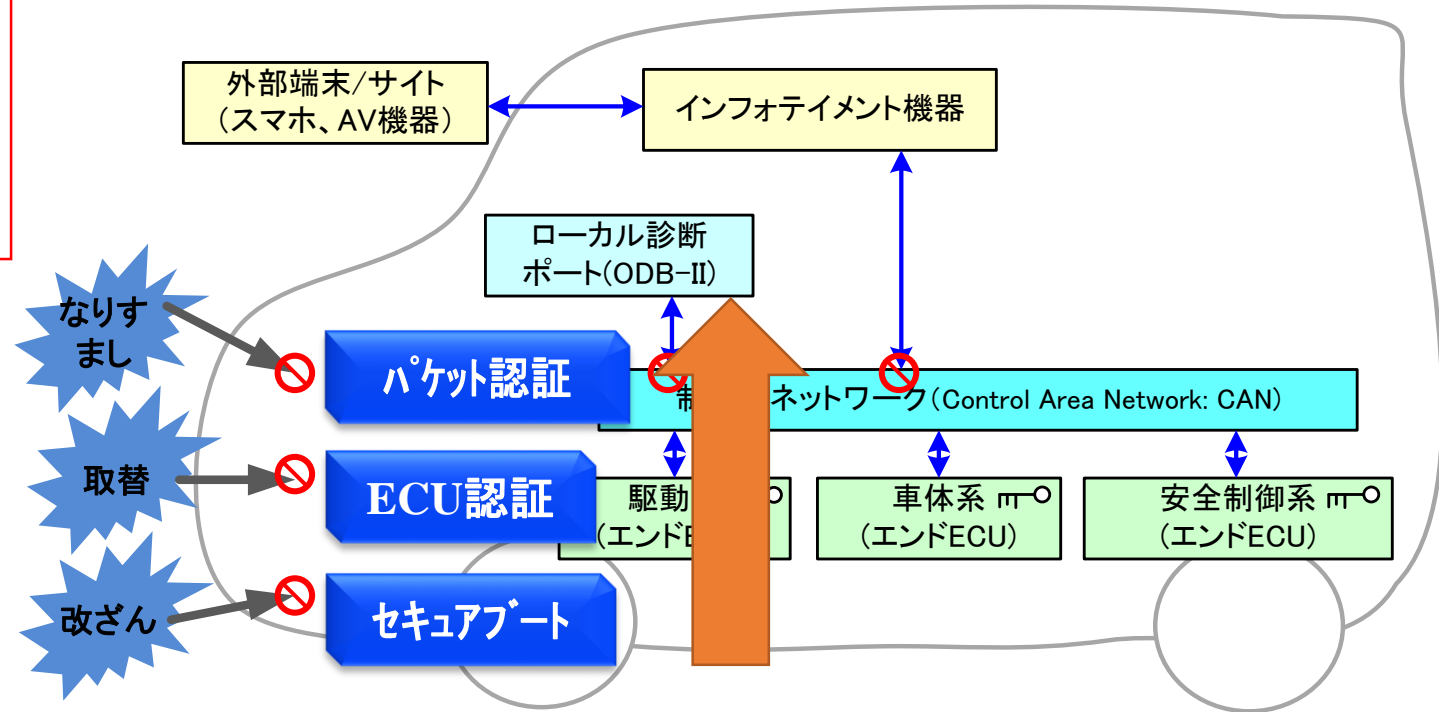 外部端末/サイト
（スマホ、AV機器）
インフォテイメント機器
ローカル診断
ポート(ODB-II)
なりす
まし
パケット認証
制 ネットワーク（Control Area Network: CAN）
取替
ECU認証
駆動
（エンドE CU）
車体系
（エンドECU）
安全制御系
（エンドECU）
改ざん
セキュアブート